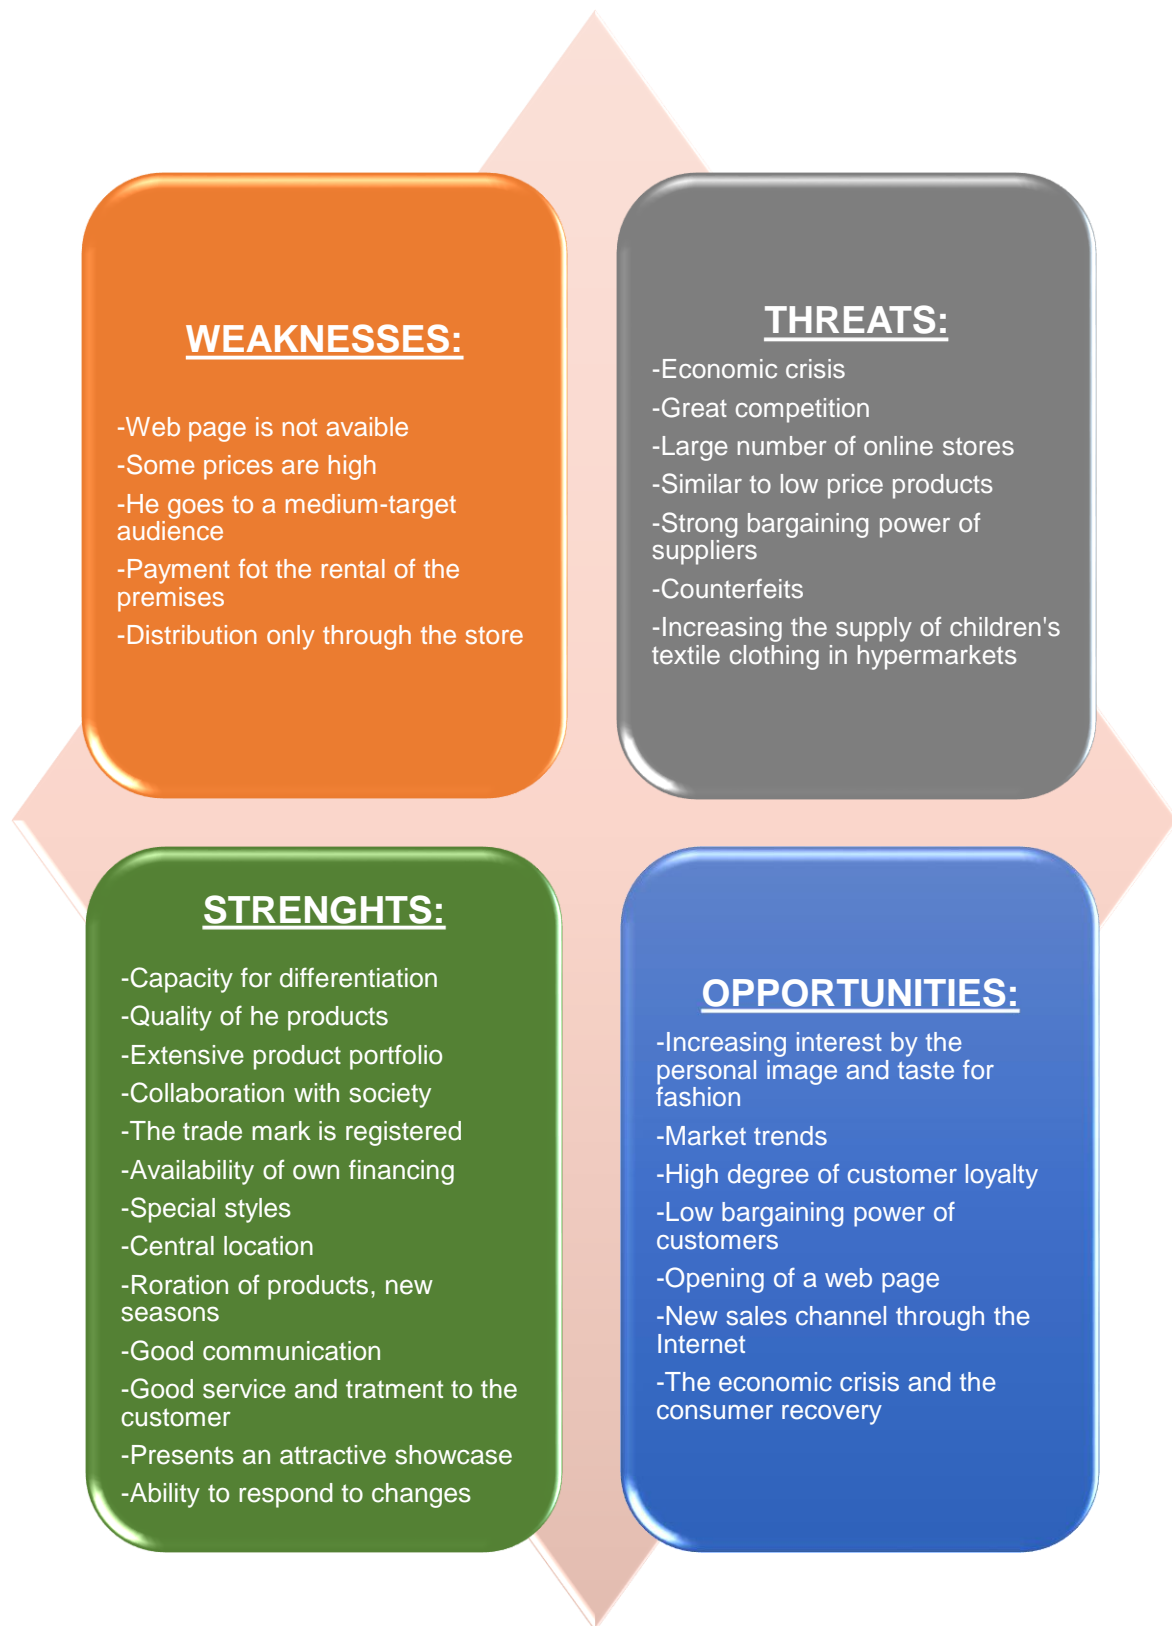 WEAKNESSES:
-Web page is not avaible
-Some prices are high
-He goes to a medium-target
audience
-Payment fot the rental of the
premises
-Distribution only through the store
THREATS:
-Economic crisis
-Great competition
-Large number of online stores
-Similar to low price products
-Strong bargaining power of
suppliers
-Counterfeits
-Increasing the supply of children's
textile clothing in hypermarkets
STRENGHTS:
-Capacity for differentiation
-Quality of he products
-Extensive product portfolio
-Collaboration with society
-The trade mark is registered
-Availability of own financing
-Special styles
-Central location
-Roration of products, new
seasons
-Good communication
-Good service and tratment to the
customer
-Presents an attractive showcase
-Ability to respond to changes
OPPORTUNITIES:
-Increasing interest by the
personal image and taste for
fashion
-Market trends
-High degree of customer loyalty
-Low bargaining power of
customers
-Opening of a web page
-New sales channel through the
Internet
-The economic crisis and the
consumer recovery